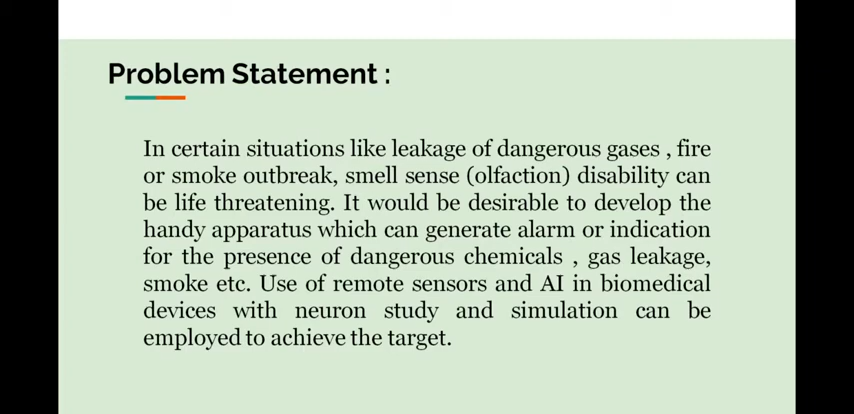 Problem Statement :
In certain situations like leakage of dangerous gases , fire
or smoke outbreak, smell sense (olfaction) disability can
be life threatening. It would be desirable to develop the
handy apparatus which can generate alarm or indication
for the presence of dangerous chemicals , gas leakage,
smoke etc. Use of remote sensors and AI in biomedical
devices with neuron study and simulation can be
employed to achieve the target.